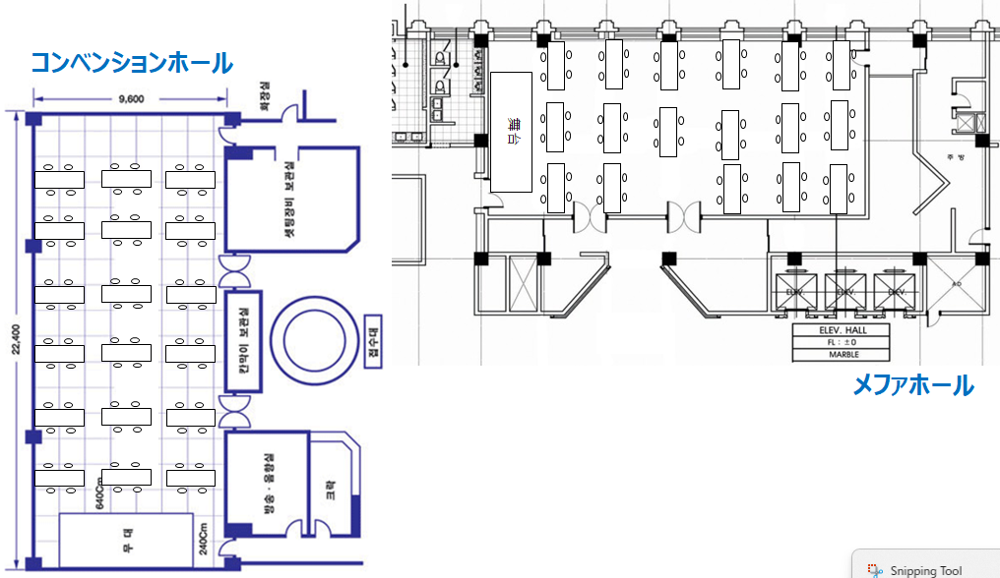 コンベンションホール
9,600
화장실
셋팅장비 보관실
칸막이 보관실
접수대
22,400
방송·음향실
크락
640Cm
무대
240Cm
舞台
주 방
A.D
ELEV.
ELEV.
ELEV.
ELEV. HALL
FL : ±0
MARBLE
メファホール
Snipping Tool